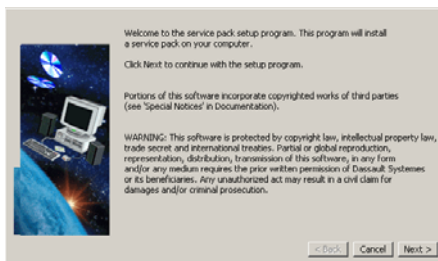 Welcome to the service pack setup program. This program will install
a service pack on your computer.
Click Next to continue with the setup program.
Portions of this software incorporate copyrighted works of third parties
(see 'Special Notices' in Documentation).
WARNING: This software is protected by copyright law, intellectual property law,
trade secret and international treaties. Partial or global reproduction,
representation, distribution, transmission of this software, in any form
and/or any medium requires the prior written permission of Dassault Systemes
or its beneficiaries. Any unauthorized act may result in a civil claim for
damages and/or criminal prosecution.
< Back Cancel Next >